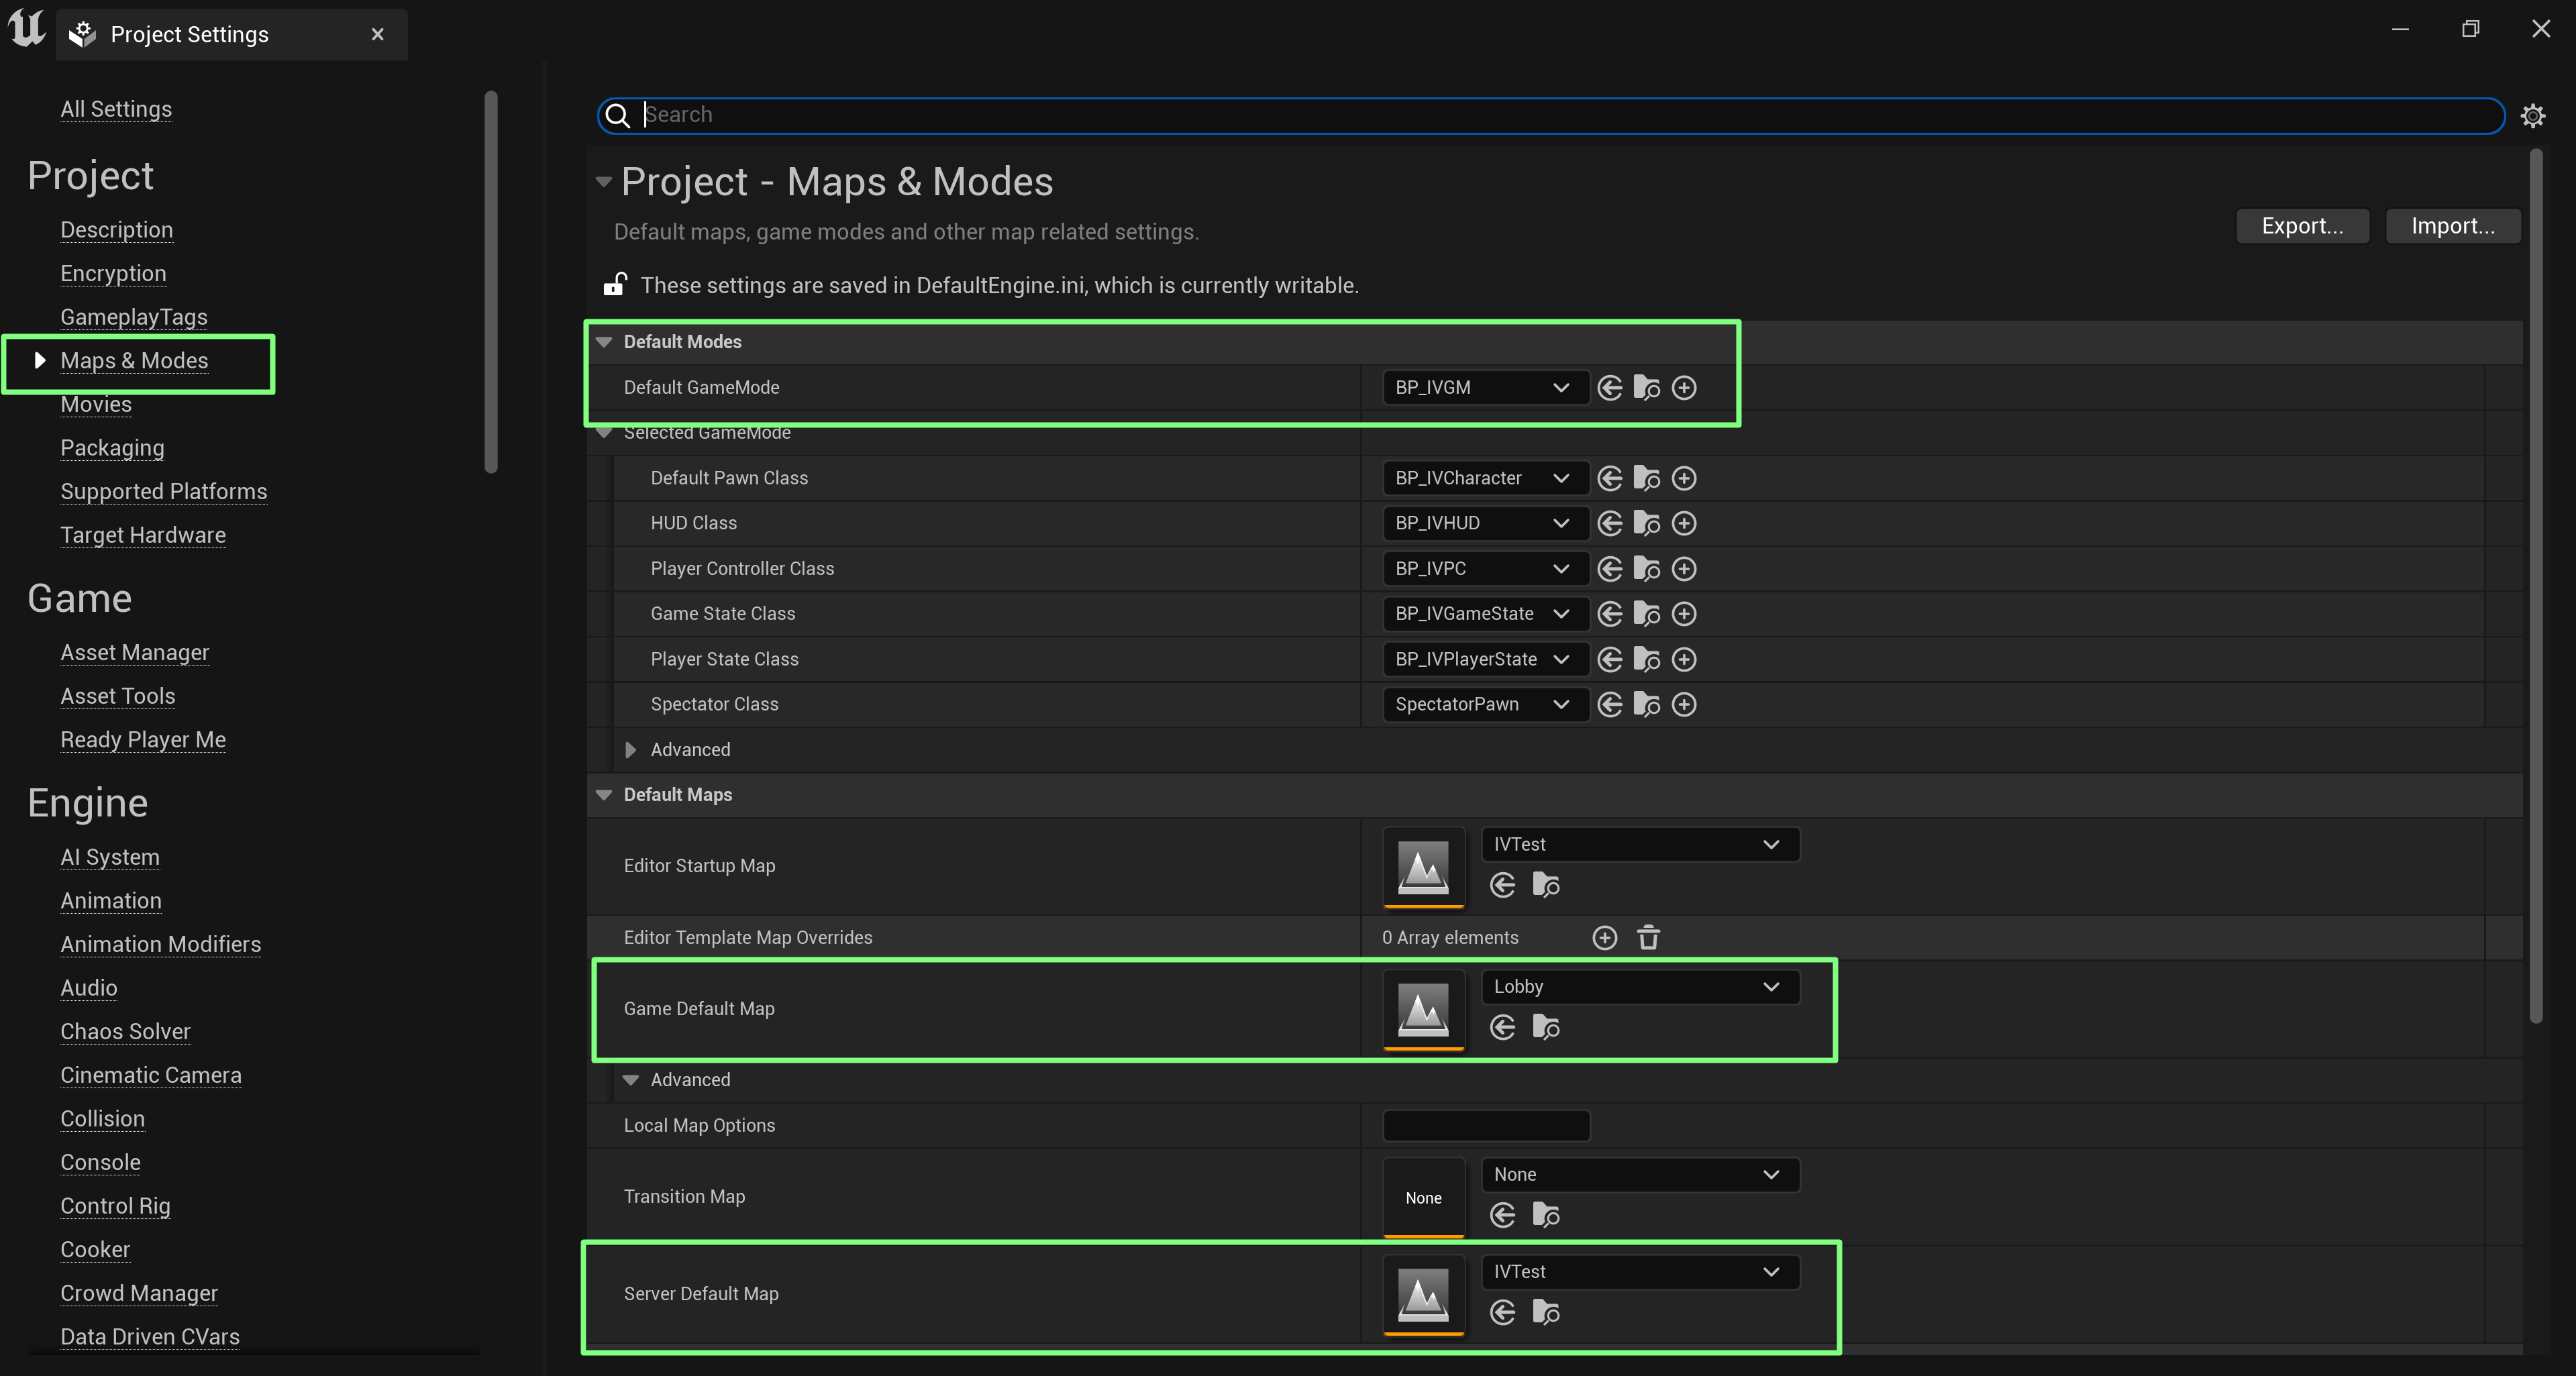 Project Settings
All Settings
Project
Description
Encryption
GameplayTags
Maps & Modes
Movies
Packaging
Supported Platforms
Target Hardware
Game
Asset Manager
Asset Tools
Ready Player Me
Engine
AI System
Animation
Animation Modifiers
Audio
Chaos Solver
Cinematic Camera
Collision
Console
Control Rig
Cooker
Crowd Manager
Data Driven CVars
Search
Project - Maps & Modes
Default maps, game modes and other map related settings.
Export... Import...
These settings are saved in DefaultEngine.ini, which is currently writable.
Default Modes
Default GameMode BP_IVGM
Selected GameMode
Default Pawn Class BP_IVCharacter
HUD Class BP_IVHUD
Player Controller Class BP_IVPC
Game State Class BP_IVGameState
Player State Class BP_IVPlayerState
Spectator Class SpectatorPawn
Advanced
Default Maps
Editor Startup Map IVTest
Editor Template Map Overrides 0 Array elements
Game Default Map Lobby
Advanced
Local Map Options
Transition Map None None
Server Default Map IVTest